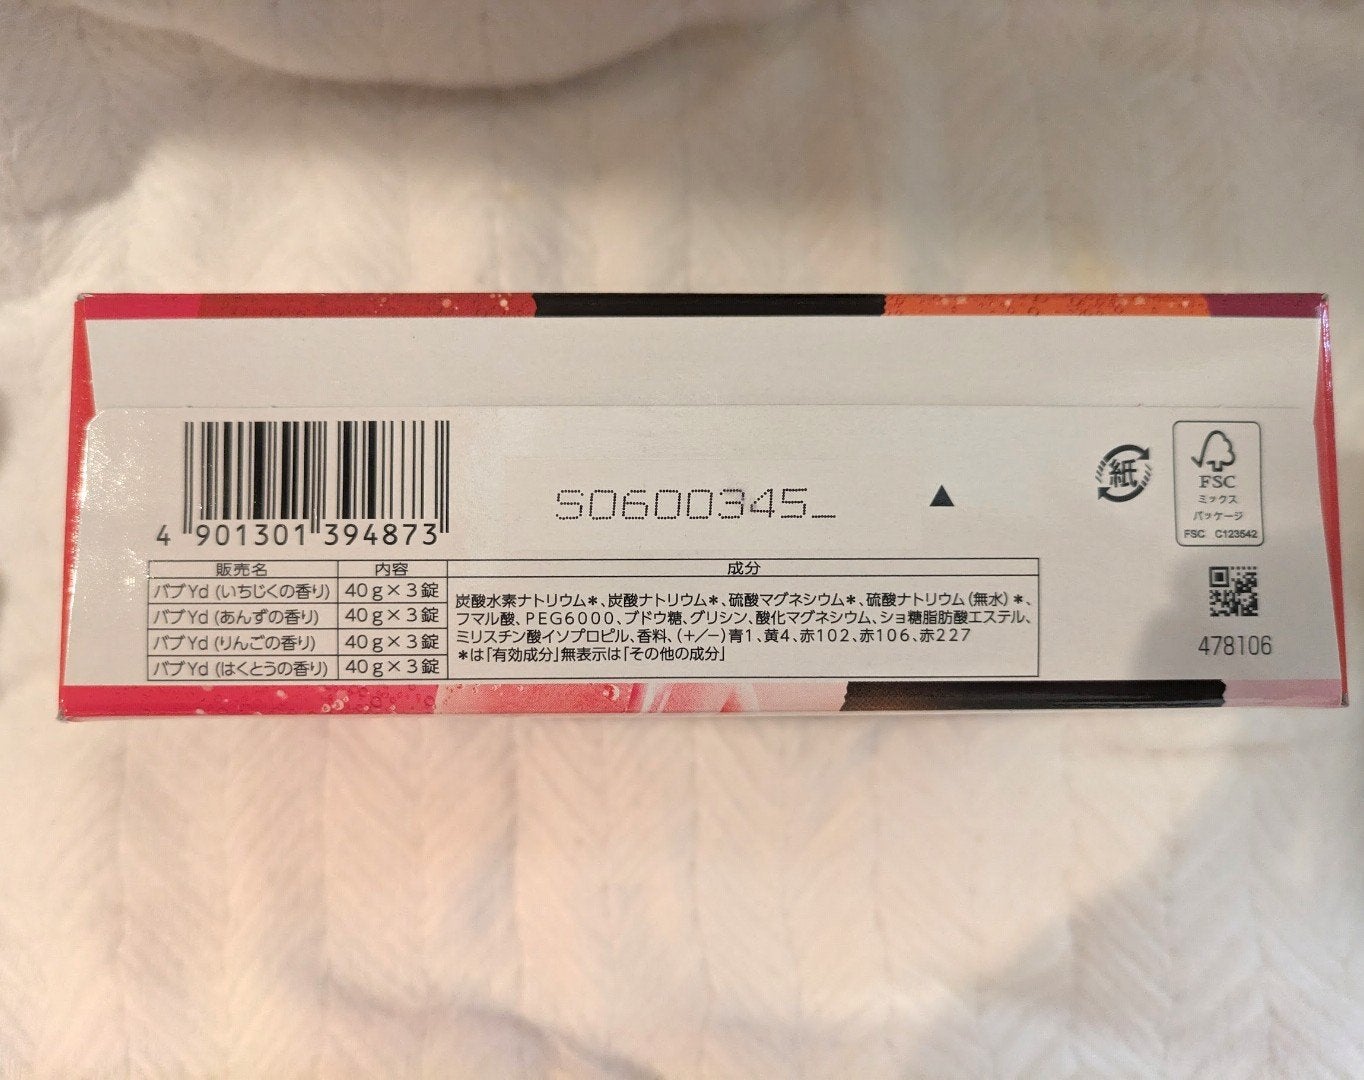 4 901301 394873
S0600345_
▲
紙
FSC
ミックス
パッケージ
FSC C123542
販売名 内容 成分
バブYd (いちじくの香り) 40g×3錠
バブYd (あんずの香り) 40g×3錠
バブYd (りんごの香り) 40g×3錠
バブYd (はくとうの香り) 40g×3錠
炭酸水素ナトリウム*、炭酸ナトリウム*、硫酸マグネシウム*、硫酸ナトリウム(無水)*、
フマル酸、PEG6000、ブドウ糖、グリシン、酸化マグネシウム、ショ糖脂肪酸エステル、
ミリスチン酸イソプロピル、香料、(+/−)青1、黄4、赤102、赤106、赤227
*は「有効成分」無表示は「その他の成分」
478106